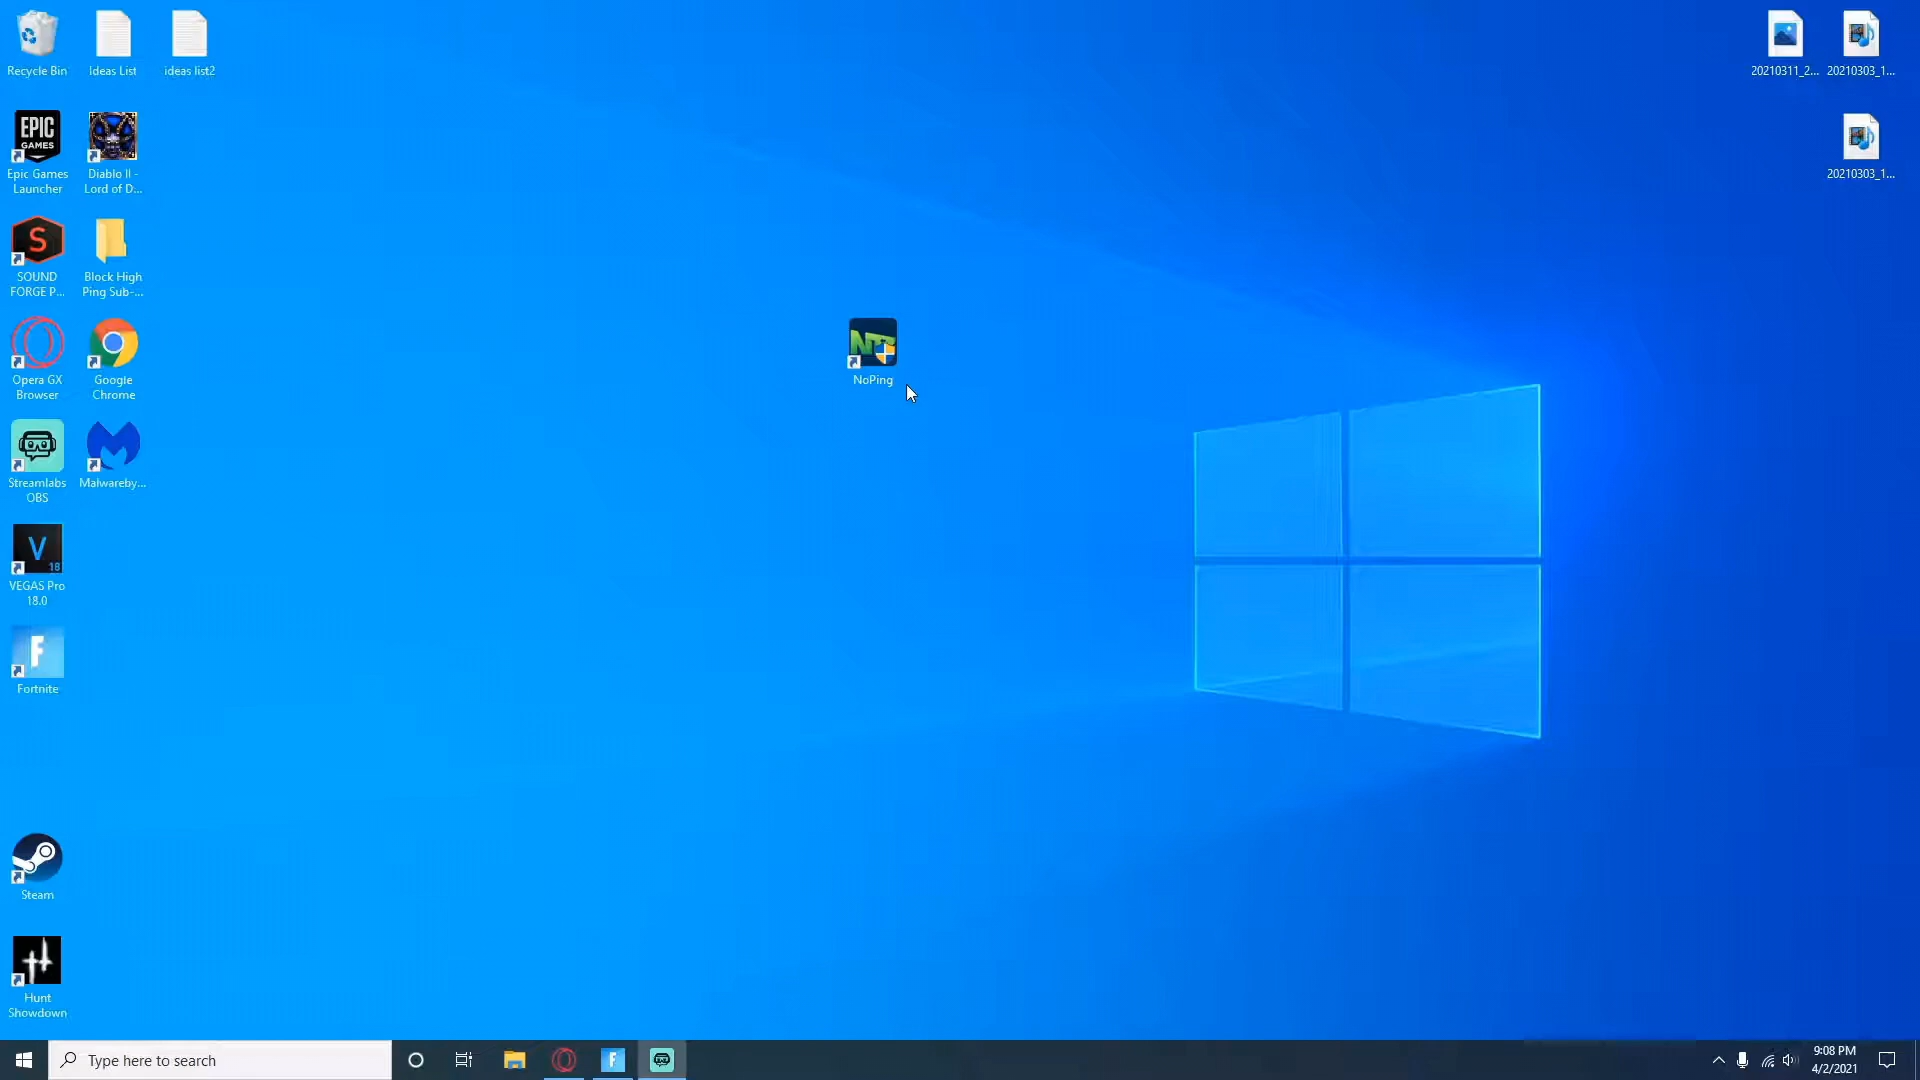 Recycle Bin
Ideas List
ideas list2
20210311_2...
20210303_1...
EPIC
GAMES
Epic Games
Launcher
Diablo II -
Lord of D...
20210303_1...
S
SOUND
FORGE P...
Block High
Ping Sub-...
NoPing
Opera GX
Browser
Google
Chrome
Streamlabs
OBS
Malwareby...
V
18
VEGAS Pro
18.0
F
Fortnite
Steam
Hunt
Showdown
Type here to search
F
9:08 PM
4/2/2021